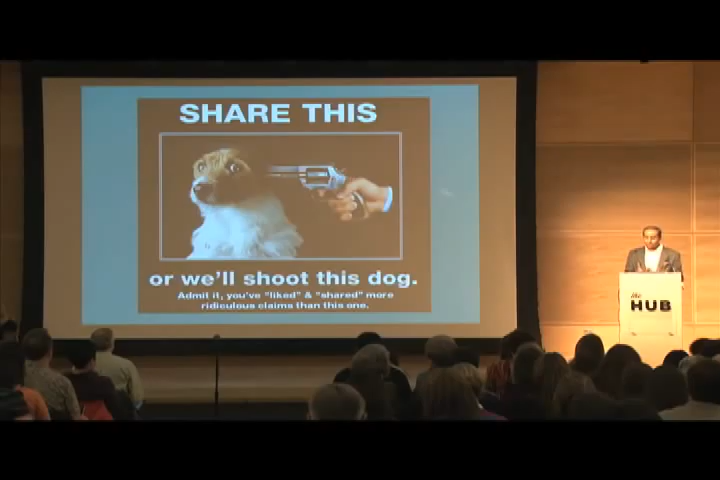 SHARE THIS
or we'll shoot this dog.
Admit it, you've "liked" & "shared" more
ridiculous claims than this one.
the
HUB